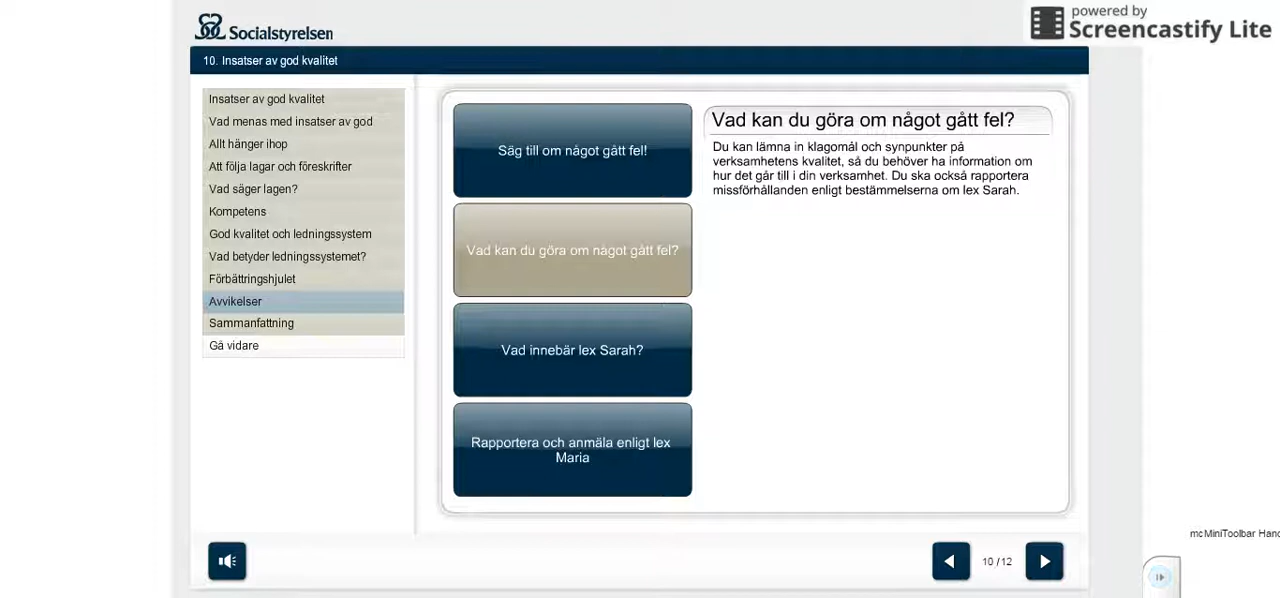 Socialstyrelsen
powered by
Screencastify Lite
10. Insatser av god kvalitet
Insatser av god kvalitet
Vad menas med insatser av god
Allt hänger ihop
Att följa lagar och föreskrifter
Vad säger lagen?
Kompetens
God kvalitet och ledningssystem
Vad betyder ledningssystemet?
Förbättringshjulet
Avvikelser
Sammanfattning
Gå vidare
Säg till om något gått fel!
Vad kan du göra om något gått fel?
Vad innebär lex Sarah?
Rapportera och anmäla enligt lex
Maria
Vad kan du göra om något gått fel?
Du kan lämna in klagomål och synpunkter på
verksamhetens kvalitet, så du behöver ha information om
hur det går till i din verksamhet. Du ska också rapportera
missförhållanden enligt bestämmelserna om lex Sarah.
10 / 12
mcMiniToolbar Hand